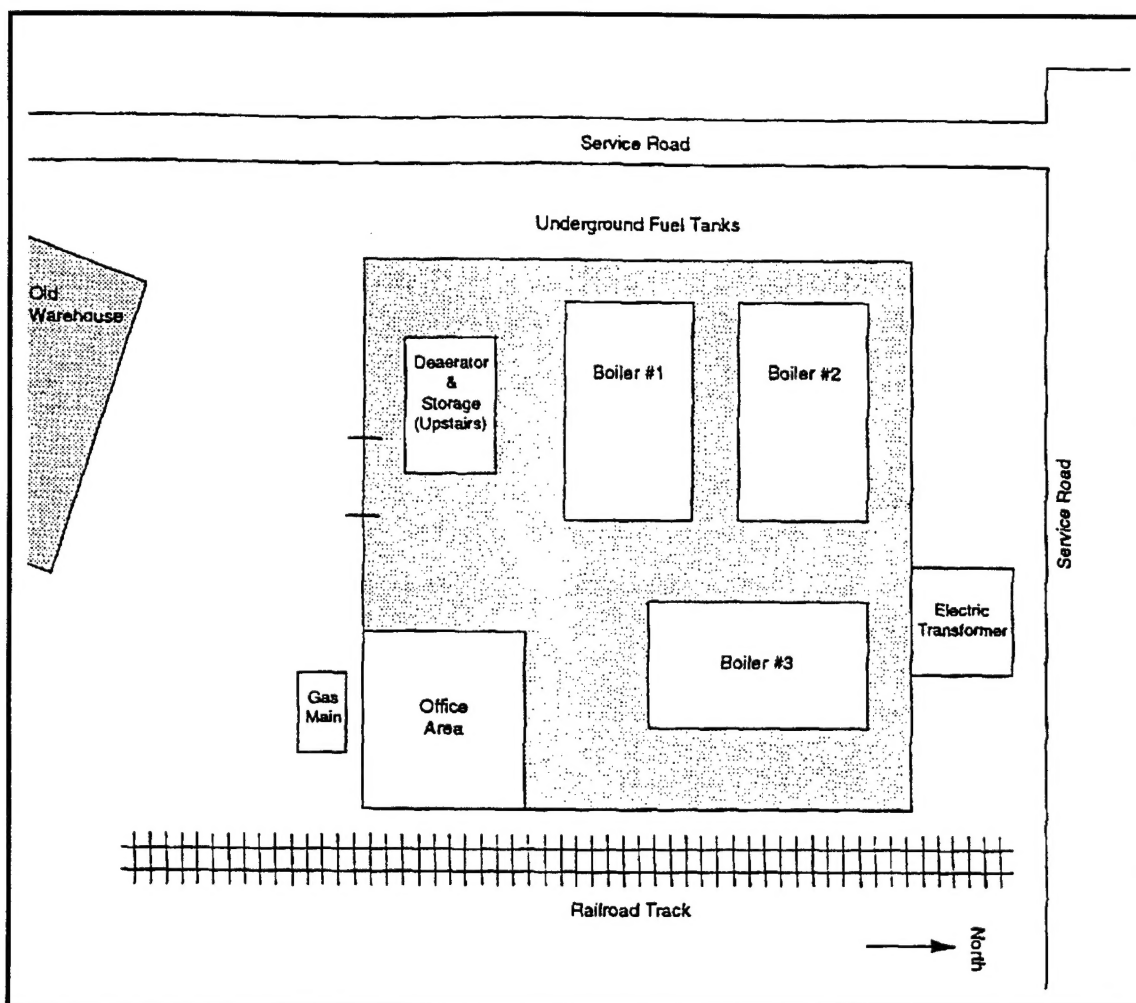 Service Road
Underground Fuel Tanks
Old
Warehouse
Deaerator
&
Storage
(Upstairs)
Boiler #1
Boiler #2
Service Road
Electric
Transformer
Boiler #3
Gas
Main
Office
Area
Railroad Track
North